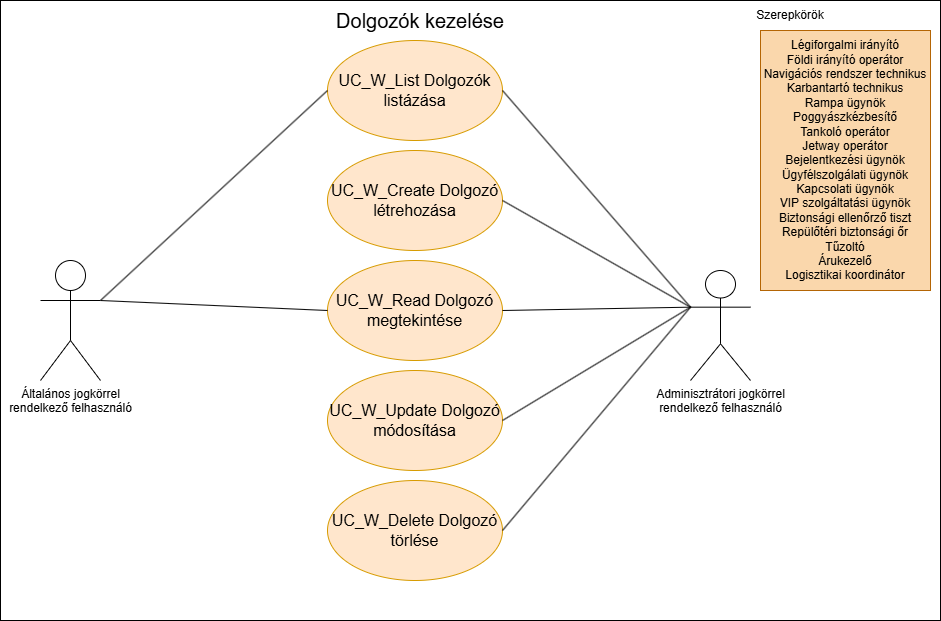 Dolgozók kezelése
UC_W_List Dolgozók
listázása
UC_W_Create Dolgozó
létrehozása
UC_W_Read Dolgozó
megtekintése
UC_W_Update Dolgozó
módosítása
UC_W_Delete Dolgozó
törlése
Általános jogkörrel
rendelkező felhasználó
Adminisztrátori jogkörrel
rendelkező felhasználó
Szerepkörök
Légiforgalmi irányító
Földi irányító operátor
Navigációs rendszer technikus
Karbantartó technikus
Rampa ügynök
Poggyászkézbesítő
Tankoló operátor
Jetway operátor
Bejelentkezési ügynök
Ügyfélszolgálati ügynök
Kapcsolati ügynök
VIP szolgáltatási ügynök
Biztonsági ellenőrző tiszt
Repülőtéri biztonsági őr
Tűzoltó
Árukezelő
Logisztikai koordinátor